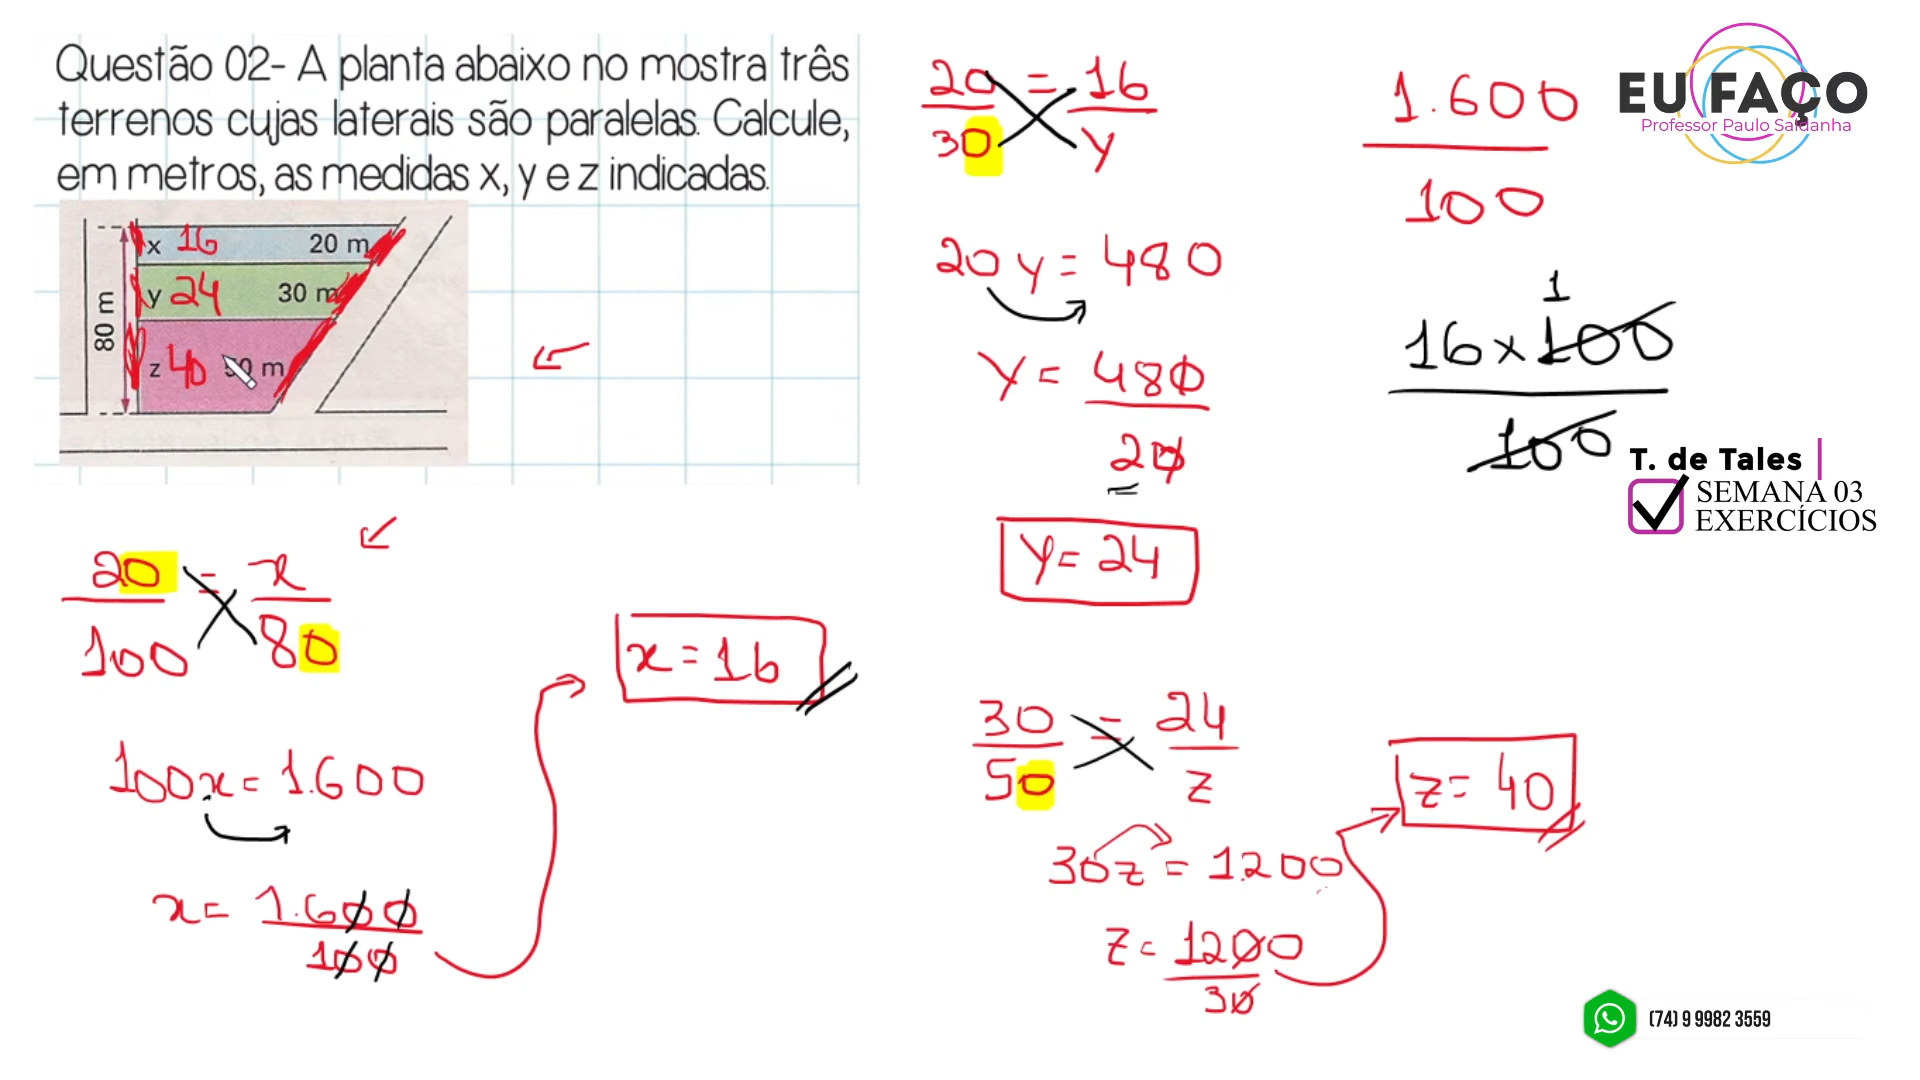 Questão 02- A planta abaixo no mostra três
terrenos cujas laterais são paralelas. Calcule,
em metros, as medidas x, y e z indicadas.
x 16 20 m
y 24 30 m
z 40 50 m
80 m
20/100 = x/80
100x = 1.600
x = 1.600/100
x = 16
20/30 = 16/y
20y = 480
y = 480/20
y = 24
30/50 = 24/z
30z = 1200
z = 1200/30
z = 40
1.600/100
1
16 x 100/100
EU FAÇO
Professor Paulo Saldanha
T. de Tales |
SEMANA 03
EXERCÍCIOS
(74) 9 9982 3559